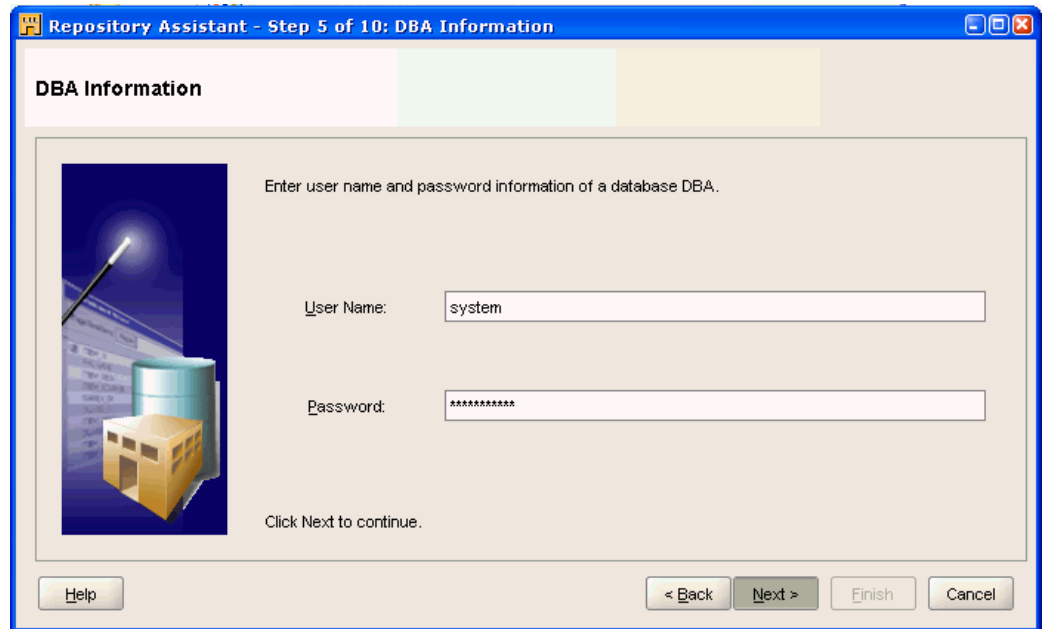 Repository Assistant - Step 5 of 10: DBA Information
DBA Information
Enter user name and password information of a database DBA.
User Name: system
Password: ***********
Click Next to continue.
Help < Back Next > Finish Cancel